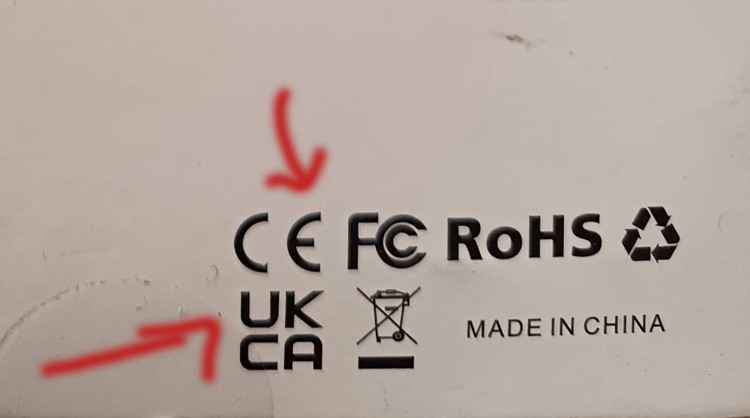 CE FC RoHS
UK
CA
MADE IN CHINA